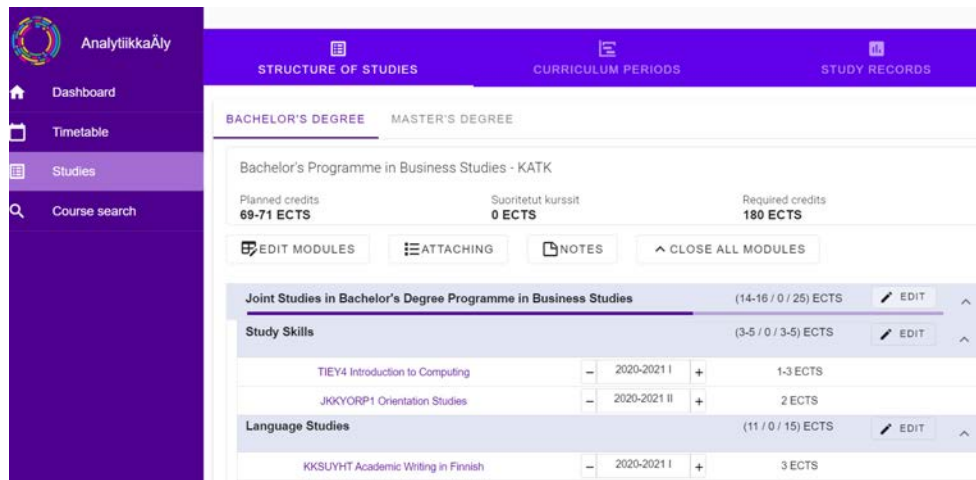 AnalytiikkaÄly
Dashboard
Timetable
Studies
Course search
STRUCTURE OF STUDIES
CURRICULUM PERIODS
STUDY RECORDS
BACHELOR'S DEGREE MASTER'S DEGREE
Bachelor's Programme in Business Studies - KATK
Planned credits Suoritetut kurssit Required credits
69-71 ECTS 0 ECTS 180 ECTS
EDIT MODULES ATTACHING NOTES CLOSE ALL MODULES
Joint Studies in Bachelor's Degree Programme in Business Studies (14-16 / 0 / 25) ECTS EDIT
Study Skills (3-5 / 0 / 3-5) ECTS EDIT
TIEY4 Introduction to Computing - 2020-2021 I + 1-3 ECTS
JKKYORP1 Orientation Studies - 2020-2021 II + 2 ECTS
Language Studies (11 / 0 / 15) ECTS EDIT
KKSUYHT Academic Writing in Finnish - 2020-2021 I + 3 ECTS